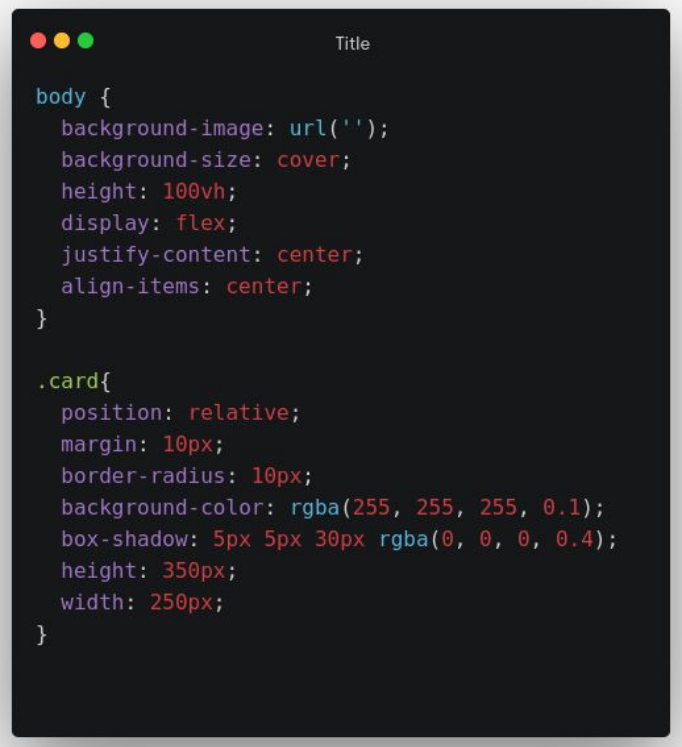 Title
body {
  background-image: url('');
  background-size: cover;
  height: 100vh;
  display: flex;
  justify-content: center;
  align-items: center;
}

.card{
  position: relative;
  margin: 10px;
  border-radius: 10px;
  background-color: rgba(255, 255, 255, 0.1);
  box-shadow: 5px 5px 30px rgba(0, 0, 0, 0.4);
  height: 350px;
  width: 250px;
}